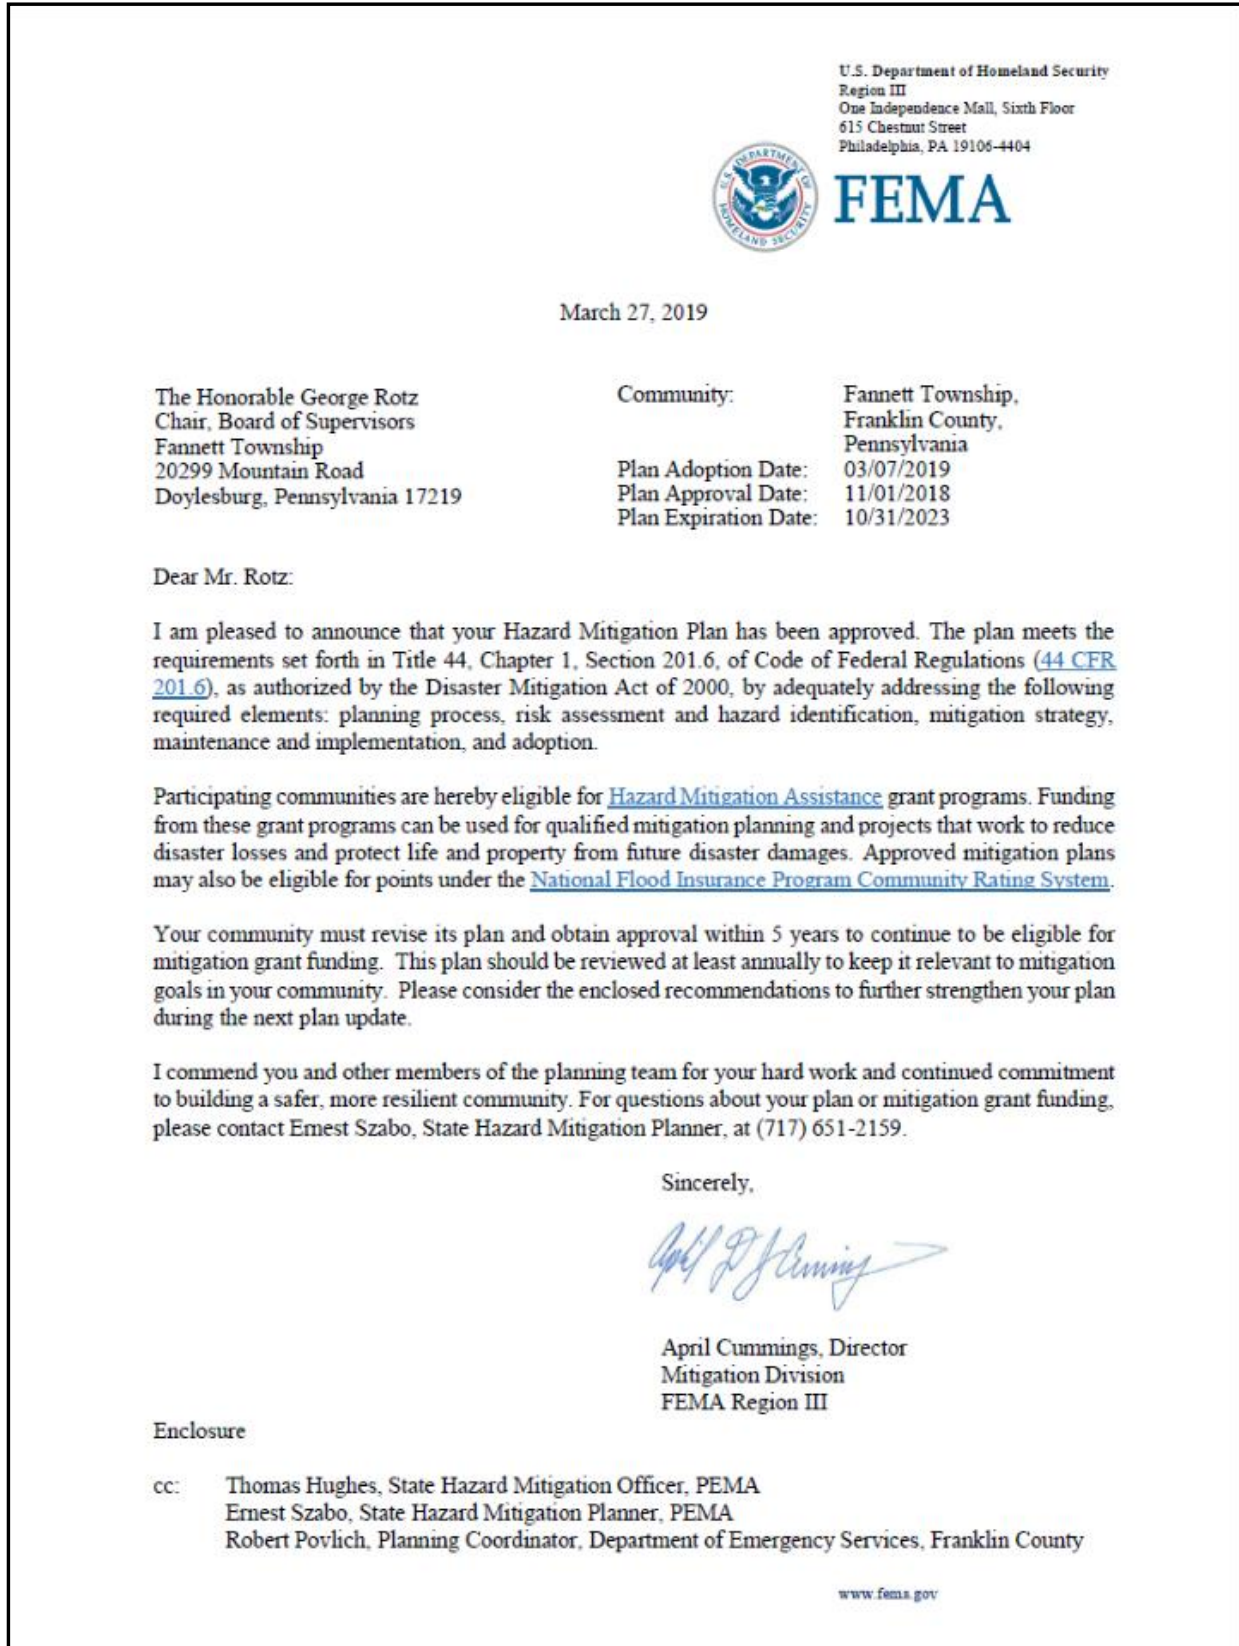 U.S. Department of Homeland Security
Region III
One Independence Mall, Sixth Floor
615 Chestnut Street
Philadelphia, PA 19106-4404
U.S. DEPARTMENT OF
HOMELAND SECURITY
FEMA
March 27, 2019
The Honorable George Rotz
Chair, Board of Supervisors
Fannett Township
20299 Mountain Road
Doylesburg, Pennsylvania 17219
Community: Fannett Township,
Franklin County,
Pennsylvania
Plan Adoption Date: 03/07/2019
Plan Approval Date: 11/01/2018
Plan Expiration Date: 10/31/2023
Dear Mr. Rotz:
I am pleased to announce that your Hazard Mitigation Plan has been approved. The plan meets the
requirements set forth in Title 44, Chapter 1, Section 201.6, of Code of Federal Regulations (44 CFR
201.6), as authorized by the Disaster Mitigation Act of 2000, by adequately addressing the following
required elements: planning process, risk assessment and hazard identification, mitigation strategy,
maintenance and implementation, and adoption.
Participating communities are hereby eligible for Hazard Mitigation Assistance grant programs. Funding
from these grant programs can be used for qualified mitigation planning and projects that work to reduce
disaster losses and protect life and property from future disaster damages. Approved mitigation plans
may also be eligible for points under the National Flood Insurance Program Community Rating System.
Your community must revise its plan and obtain approval within 5 years to continue to be eligible for
mitigation grant funding. This plan should be reviewed at least annually to keep it relevant to mitigation
goals in your community. Please consider the enclosed recommendations to further strengthen your plan
during the next plan update.
I commend you and other members of the planning team for your hard work and continued commitment
to building a safer, more resilient community. For questions about your plan or mitigation grant funding,
please contact Ernest Szabo, State Hazard Mitigation Planner, at (717) 651-2159.
Sincerely,
April Cummings, Director
Mitigation Division
FEMA Region III
Enclosure
cc: Thomas Hughes, State Hazard Mitigation Officer, PEMA
Ernest Szabo, State Hazard Mitigation Planner, PEMA
Robert Povlich, Planning Coordinator, Department of Emergency Services, Franklin County
www.fema.gov